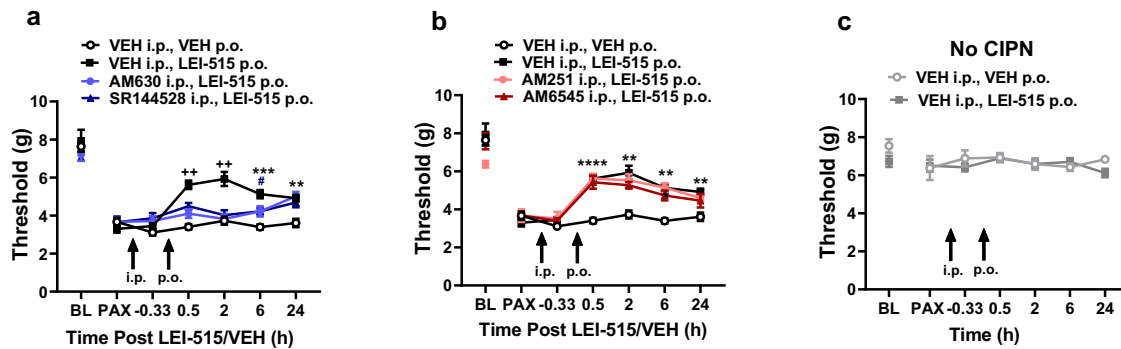 a
VEH i.p., VEH p.o.
VEH i.p., LEI-515 p.o.
AM630 i.p., LEI-515 p.o.
SR144528 i.p., LEI-515 p.o.
Threshold (g)
10
8
6
4
2
0
++
++
***
#
**
i.p.
p.o.
BL PAX -0.33 0.5 2 6 24
Time Post LEI-515/VEH (h)
b
VEH i.p., VEH p.o.
VEH i.p., LEI-515 p.o.
AM251 i.p., LEI-515 p.o.
AM6545 i.p., LEI-515 p.o.
Threshold (g)
10
8
6
4
2
0
****
**
**
**
i.p.
p.o.
BL PAX -0.33 0.5 2 6 24
Time Post LEI-515/VEH (h)
c
No CIPN
VEH i.p., VEH p.o.
VEH i.p., LEI-515 p.o.
Threshold (g)
10
8
6
4
2
0
i.p.
p.o.
BL PAX -0.33 0.5 2 6 24
Time (h)